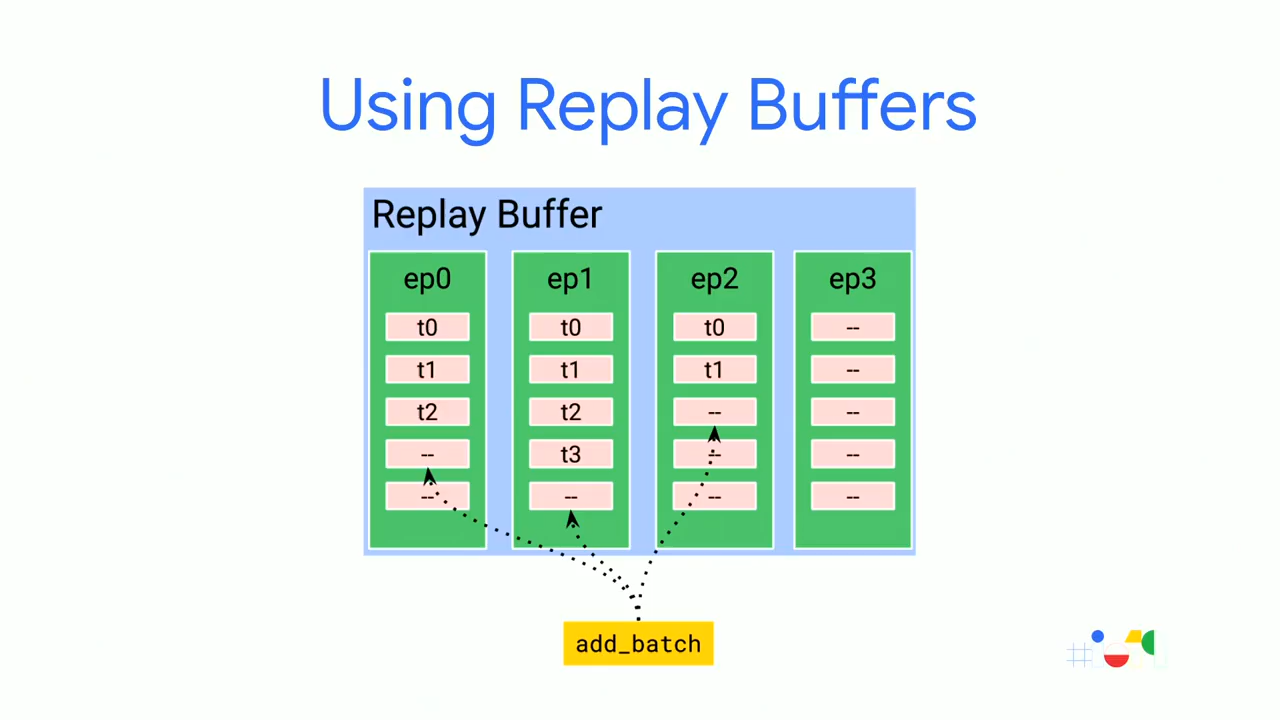 Using Replay Buffers
Replay Buffer
ep0 ep1 ep2 ep3
t0 t0 t0 --
t1 t1 t1 --
t2 t2 -- --
-- t3 -- --
-- -- -- --
add_batch